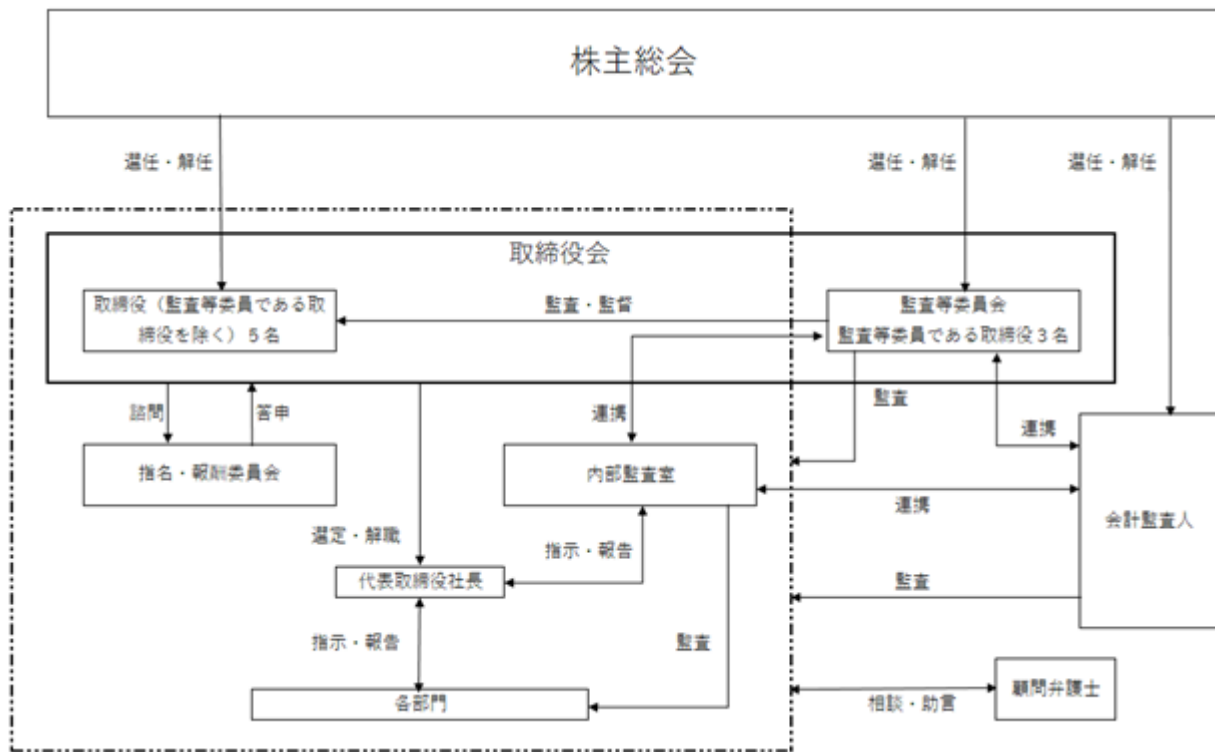 株主総会
選任・解任
選任・解任
選任・解任
取締役会
取締役（監査等委員である取
締役を除く）５名
監査・監督
監査等委員会
監査等委員である取締役３名
諮問
答申
連携
監査
連携
指名・報酬委員会
内部監査室
連携
会計監査人
選定・解職
指示・報告
代表取締役社長
監査
指示・報告
監査
各部門
相談・助言
顧問弁護士